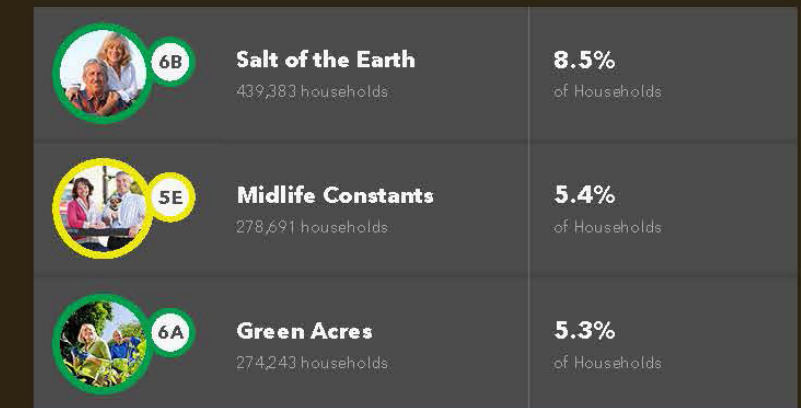 6B
Salt of the Earth
439,383 households
8.5%
of Households
5E
Midlife Constants
278,691 households
5.4%
of Households
6A
Green Acres
274,243 households
5.3%
of Households